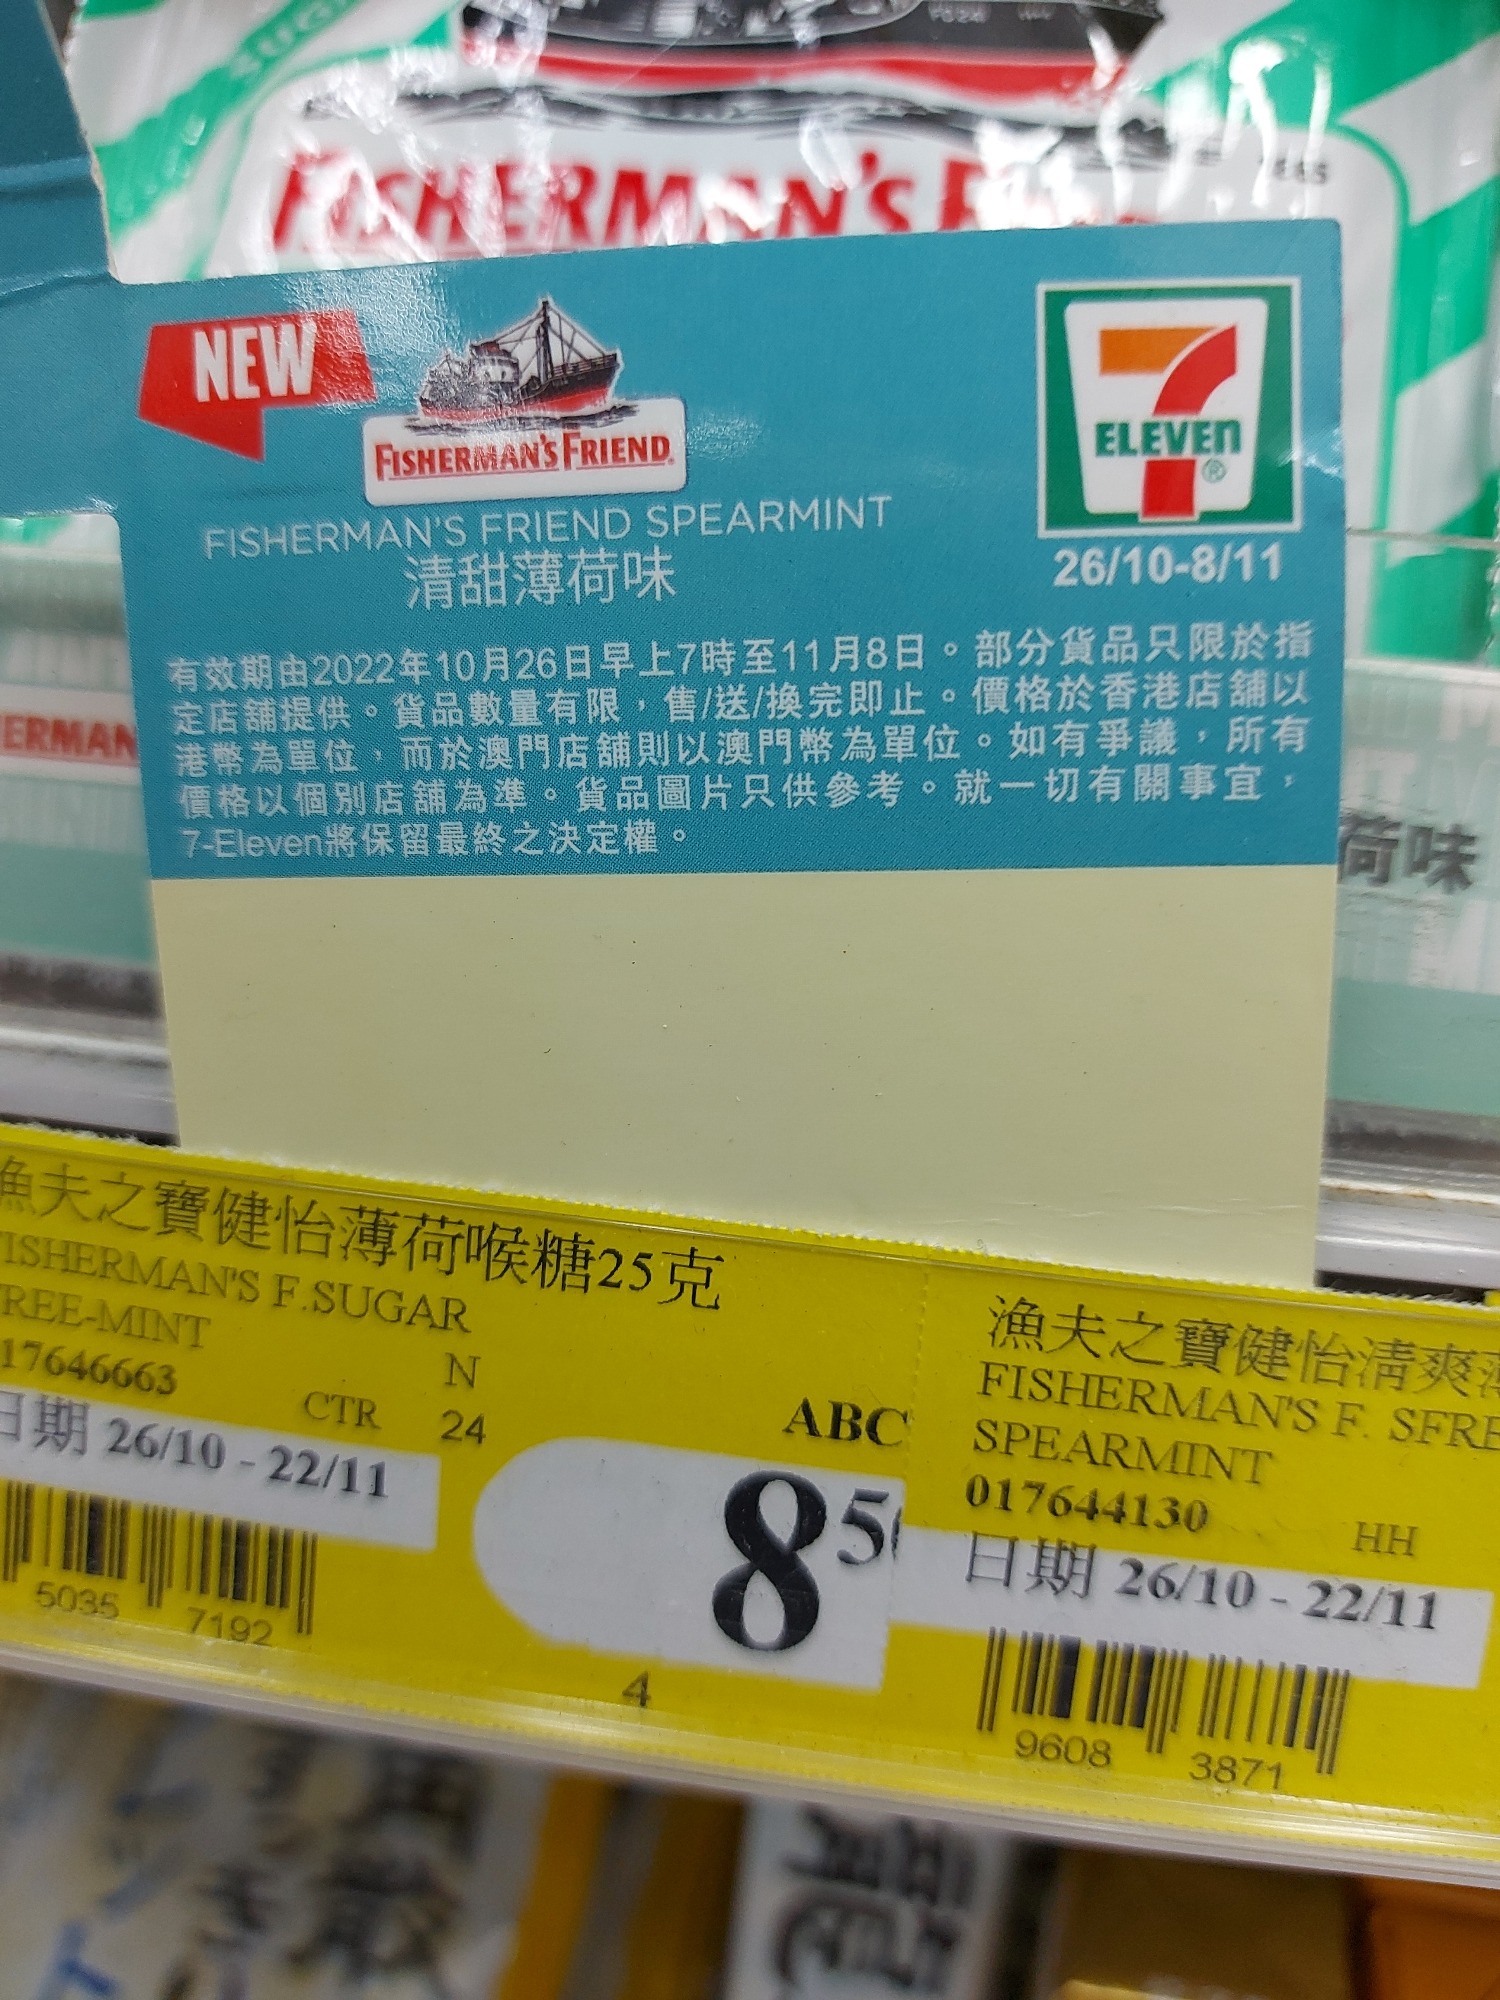 FISHERMAN'S
NEW
FISHERMAN'S FRIEND
7
ELEVEn
®
FISHERMAN'S FRIEND SPEARMINT
清甜薄荷味
26/10-8/11
有效期由2022年10月26日早上7時至11月8日。部分貨品只限於指
定店舖提供。貨品數量有限，售/送/換完即止。價格於香港店舖以
港幣為單位，而於澳門店舖則以澳門幣為單位。如有爭議，所有
價格以個別店舖為準。貨品圖片只供參考。就一切有關事宜，
7-Eleven將保留最終之決定權。
ERMAN
荷味
漁夫之寶健怡薄荷喉糖25克
FISHERMAN'S F.SUGAR
FREE-MINT
17646663
N
CTR
24
日期 26/10 - 22/11
5035
7192
ABC
8 5
4
漁夫之寶健怡清爽
FISHERMAN'S F. SFRE
SPEARMINT
017644130
HH
日期 26/10 - 22/11
9608
3871